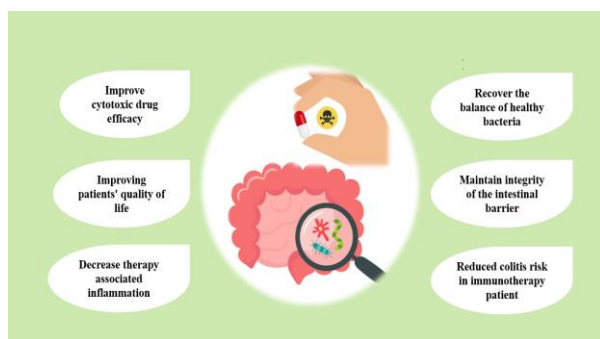 Improve
cytotoxic drug
efficacy
Improving
patients' quality of
life
Decrease therapy
associated
inflammation
Recover the
balance of healthy
bacteria
Maintain integrity
of the intestinal
barrier
Reduced colitis risk
in immunotherapy
patient